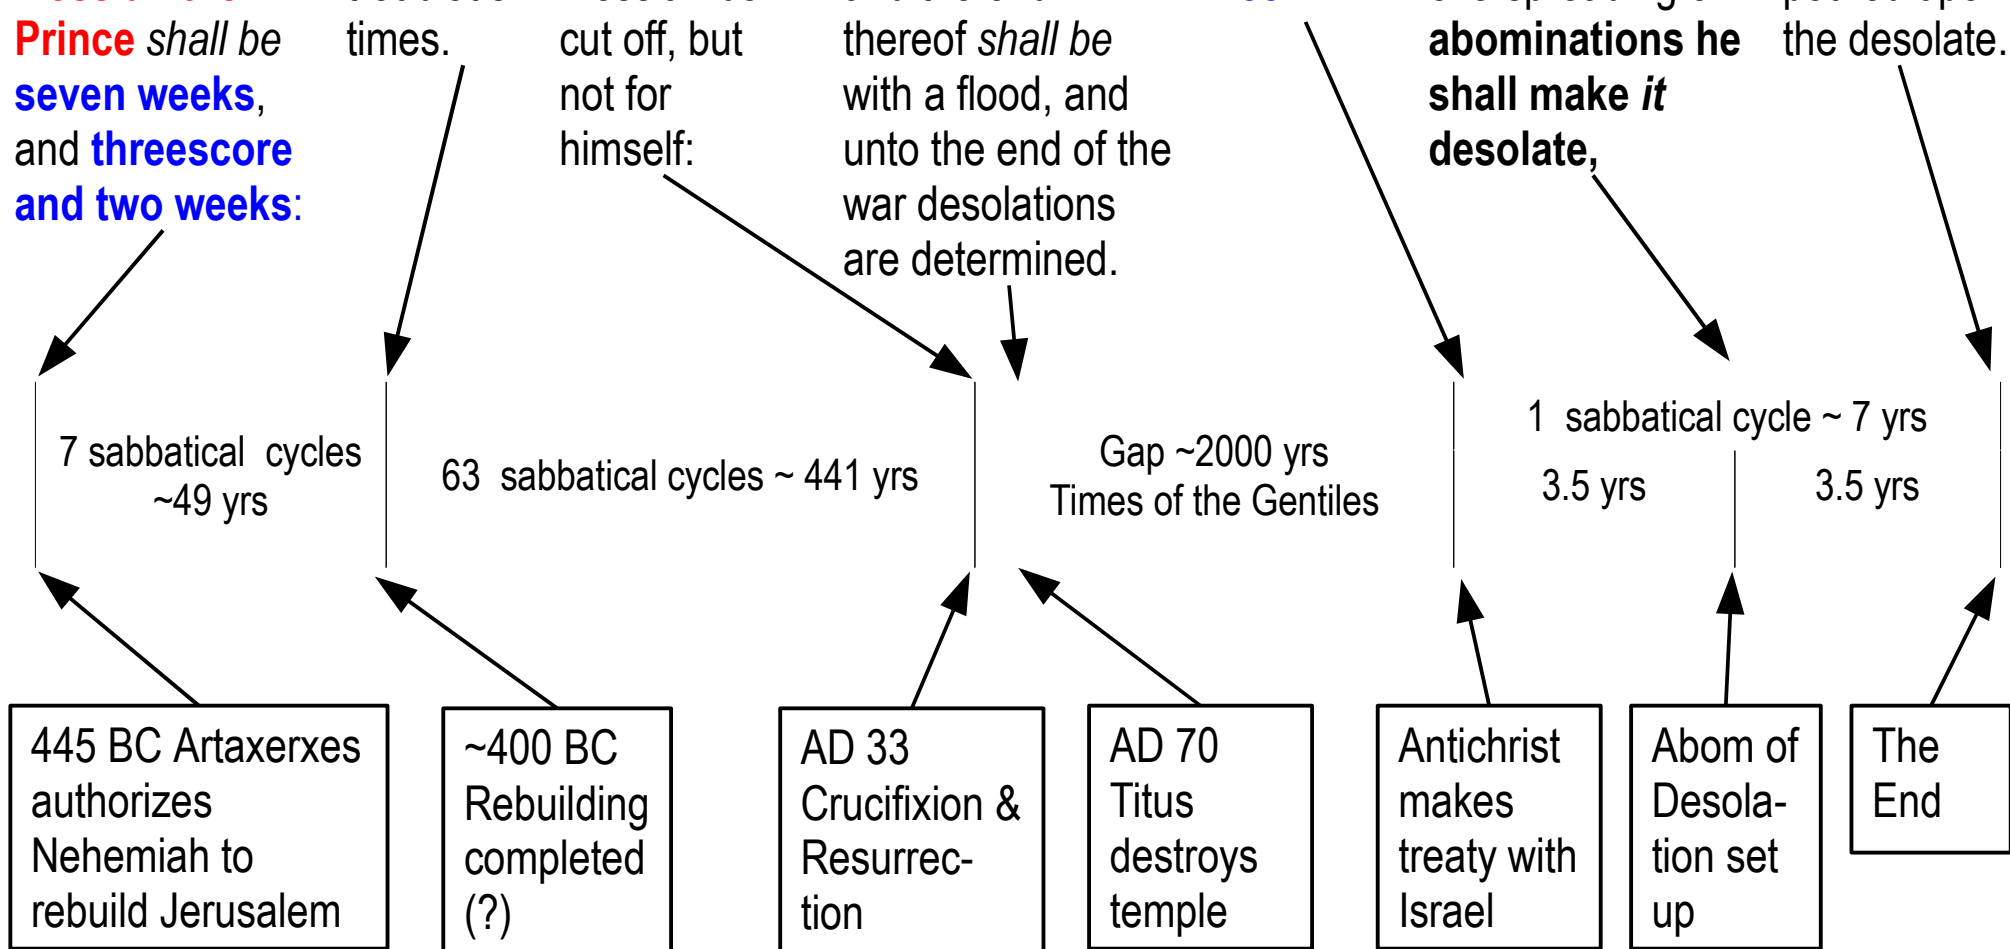 Prince shall be
seven weeks,
and threescore
and two weeks:
times.
cut off, but
not for
himself:
thereof shall be
with a flood, and
unto the end of the
war desolations
are determined.
abominations he
shall make it
desolate,
the desolate.
7 sabbatical cycles
~49 yrs
63 sabbatical cycles ~ 441 yrs
Gap ~2000 yrs
Times of the Gentiles
1 sabbatical cycle ~ 7 yrs
3.5 yrs
3.5 yrs
445 BC Artaxerxes
authorizes
Nehemiah to
rebuild Jerusalem
~400 BC
Rebuilding
completed
(?)
AD 33
Crucifixion &
Resurrec-
tion
AD 70
Titus
destroys
temple
Antichrist
makes
treaty with
Israel
Abom of
Desola-
tion set
up
The
End